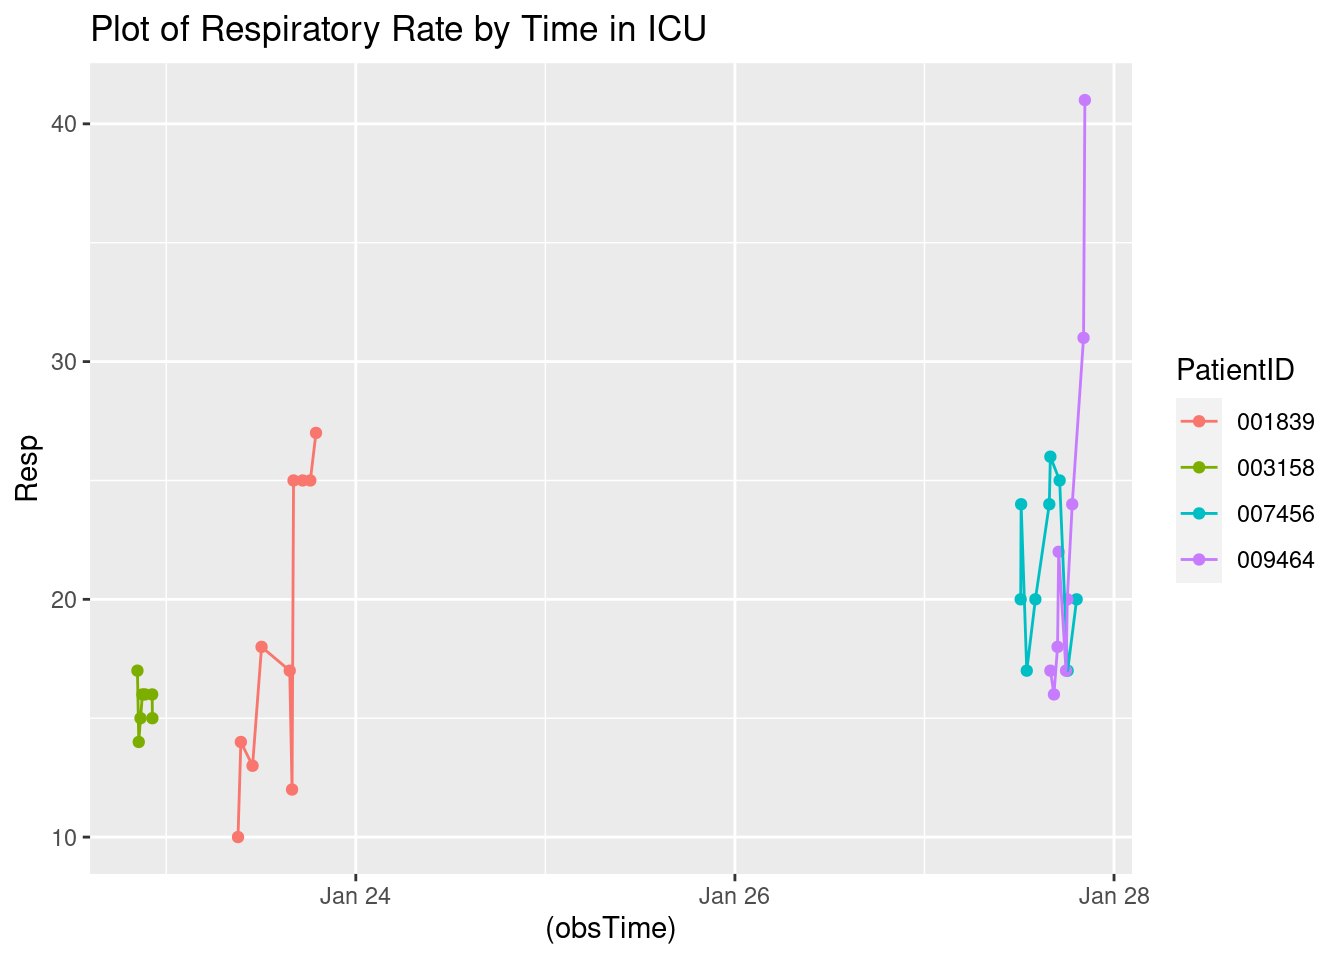 Plot of Respiratory Rate by Time in ICU
Resp
40
30
20
10
Jan 24
Jan 26
Jan 28
(obsTime)
PatientID
001839
003158
007456
009464